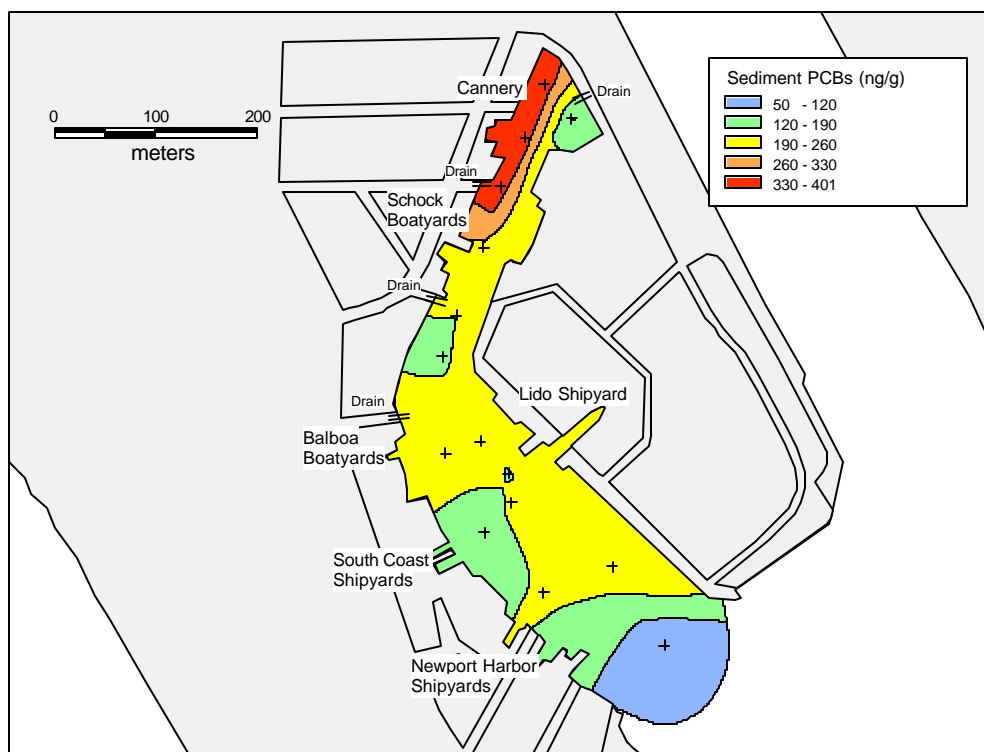 Cannery
Drain
Sediment PCBs (ng/g)
50 - 120
120 - 190
190 - 260
260 - 330
330 - 401
0 100 200
meters
Drain
Schock
Boatyards
Drain
Lido Shipyard
Drain
Balboa
Boatyards
South Coast
Shipyards
Newport Harbor
Shipyards